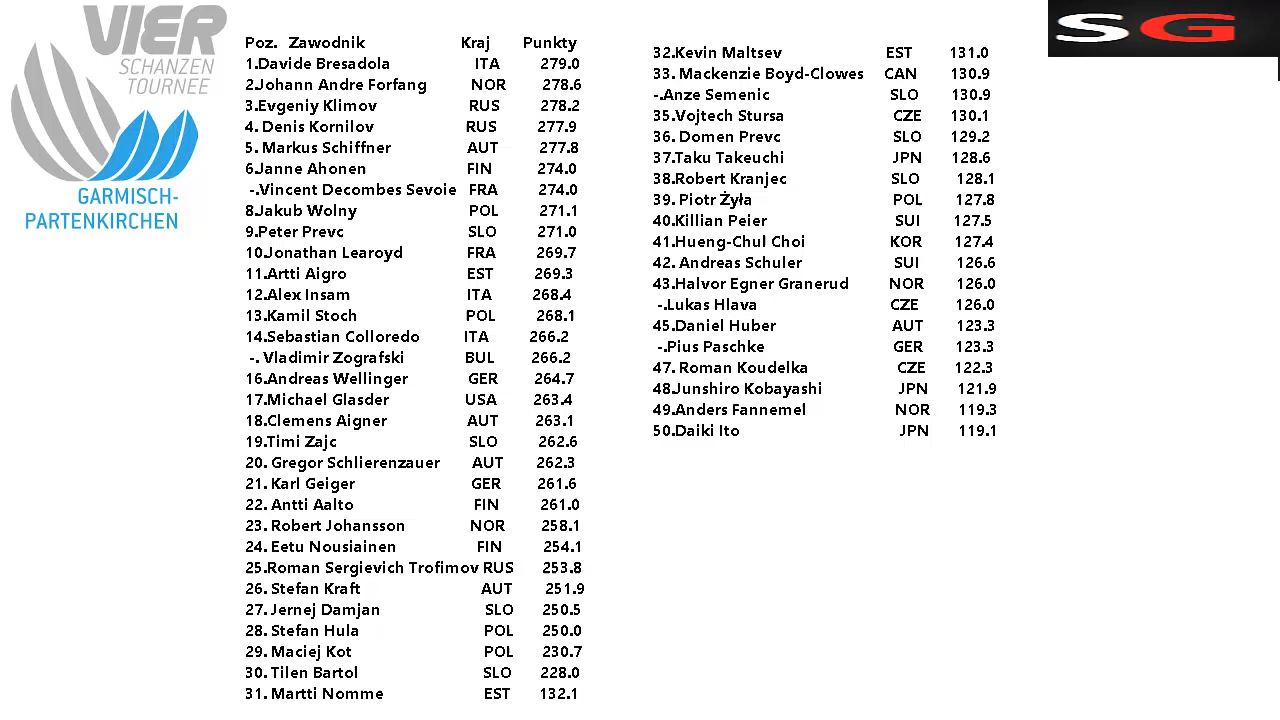 VIER
SCHANZEN
TOURNEE
GARMISCH-
PARTENKIRCHEN
SG
Poz. Zawodnik Kraj Punkty
1.Davide Bresadola ITA 279.0
2.Johann Andre Forfang NOR 278.6
3.Evgeniy Klimov RUS 278.2
4. Denis Kornilov RUS 277.9
5. Markus Schiffner AUT 277.8
6.Janne Ahonen FIN 274.0
-.Vincent Decombes Sevoie FRA 274.0
8.Jakub Wolny POL 271.1
9.Peter Prevc SLO 271.0
10.Jonathan Learoyd FRA 269.7
11.Artti Aigro EST 269.3
12.Alex Insam ITA 268.4
13.Kamil Stoch POL 268.1
14.Sebastian Colloredo ITA 266.2
-. Vladimir Zografski BUL 266.2
16.Andreas Wellinger GER 264.7
17.Michael Glasder USA 263.4
18.Clemens Aigner AUT 263.1
19.Timi Zajc SLO 262.6
20. Gregor Schlierenzauer AUT 262.3
21. Karl Geiger GER 261.6
22. Antti Aalto FIN 261.0
23. Robert Johansson NOR 258.1
24. Eetu Nousiainen FIN 254.1
25.Roman Sergievich Trofimov RUS 253.8
26. Stefan Kraft AUT 251.9
27. Jernej Damjan SLO 250.5
28. Stefan Hula POL 250.0
29. Maciej Kot POL 230.7
30. Tilen Bartol SLO 228.0
31. Martti Nomme EST 132.1
32.Kevin Maltsev EST 131.0
33. Mackenzie Boyd-Clowes CAN 130.9
-.Anze Semenic SLO 130.9
35.Vojtech Stursa CZE 130.1
36. Domen Prevc SLO 129.2
37.Taku Takeuchi JPN 128.6
38.Robert Kranjec SLO 128.1
39. Piotr Żyła POL 127.8
40.Killian Peier SUI 127.5
41.Hueng-Chul Choi KOR 127.4
42. Andreas Schuler SUI 126.6
43.Halvor Egner Granerud NOR 126.0
-.Lukas Hlava CZE 126.0
45.Daniel Huber AUT 123.3
-.Pius Paschke GER 123.3
47. Roman Koudelka CZE 122.3
48.Junshiro Kobayashi JPN 121.9
49.Anders Fannemel NOR 119.3
50.Daiki Ito JPN 119.1